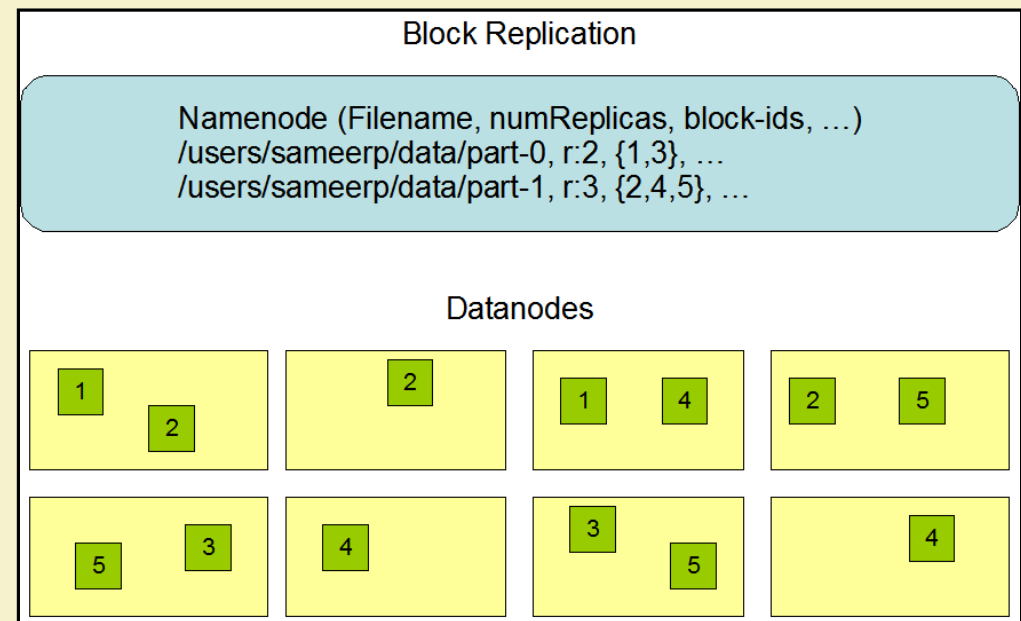 Block Replication
Namenode (Filename, numReplicas, block-ids, …)
/users/sameerp/data/part-0, r:2, {1,3}, …
/users/sameerp/data/part-1, r:3, {2,4,5}, …
Datanodes
1
2
2
1 4
2 5
5 3
4
3
5
4